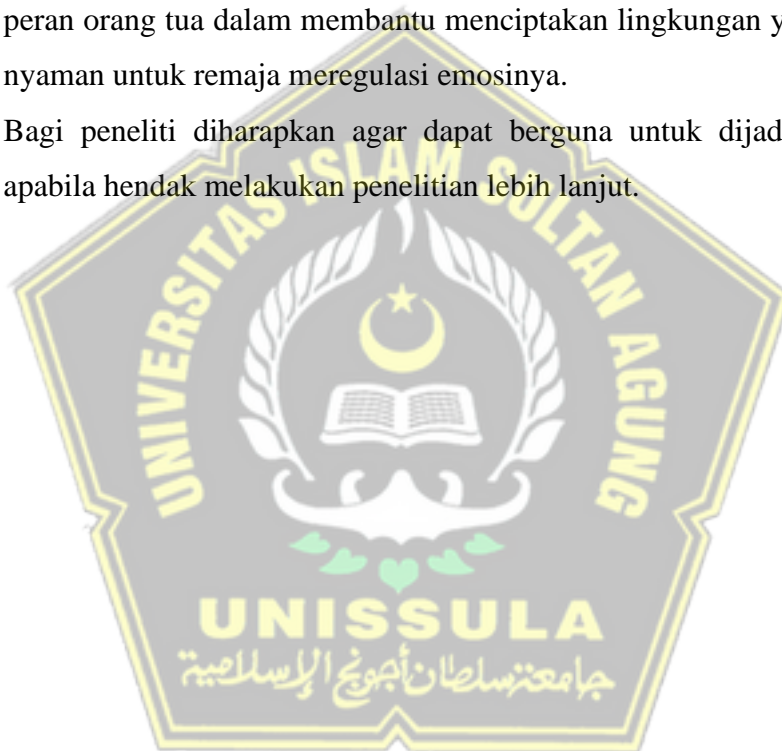 peran orang tua dalam membantu menciptakan lingkungan y
nyaman untuk remaja meregulasi emosinya.
Bagi peneliti diharapkan agar dapat berguna untuk dijad
apabila hendak melakukan penelitian lebih lanjut.
UNIVERSITAS ISLAM SULTAN AGUNG
UNISSULA
جامعة سلطان أجونج الإسلامية